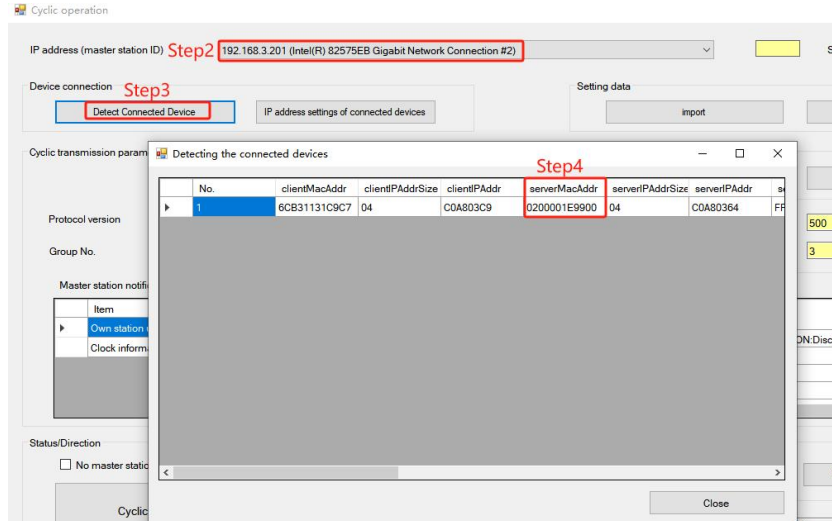 Cyclic operation
IP address (master station ID) Step2 192.168.3.201 (Intel(R) 82575EB Gigabit Network Connection #2)
Device connection Step3 Setting data
Detect Connected Device IP address settings of connected devices import
Cyclic transmission param Detecting the connected devices
Step4
No. clientMacAddr clientIPAddrSize clientIPAddr serverMacAddr serverIPAddrSize serverIPAddr
1 6CB31131C9C7 04 C0A803C9 0200001E9900 04 C0A80364 FF
Protocol version 500
Group No. 3
Master station notifi
Item
Own station
Clock inform
ON:Disc
Status/Direction
No master static
Cyclic
Close